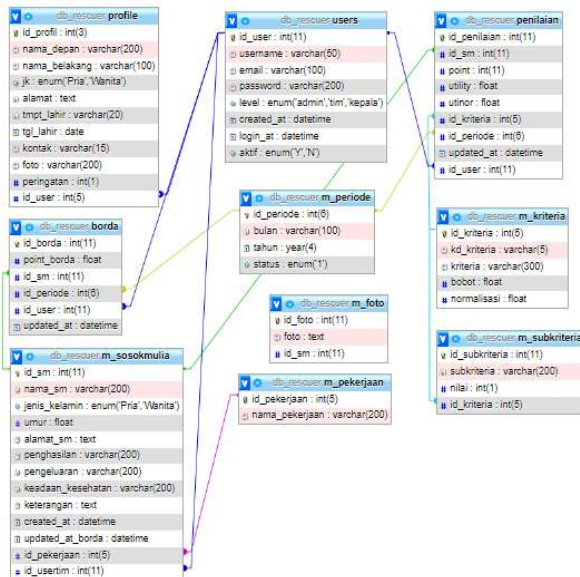 db_rescuer profile
id_profil : int(3)
nama_depan : varchar(200)
nama_belakang : varchar(100)
jk : enum('Pria','Wanita')
alamat : text
tmpt_lahir : varchar(20)
tgl_lahir : date
kontak : varchar(15)
foto : varchar(200)
peringatan : int(1)
id_user : int(5)
db_rescuer users
id_user : int(11)
username : varchar(50)
email : varchar(100)
password : varchar(200)
level : enum('admin','tim','kepala')
created_at : datetime
login_at : datetime
aktif : enum('Y','N')
db_rescuer penilaian
id_penilaian : int(11)
id_sm : int(11)
point : int(11)
utility : float
utinor : float
id_kriteria : int(5)
id_periode : int(6)
updated_at : datetime
id_user : int(11)
db_rescuer borda
id_borda : int(11)
point_borda : float
id_sm : int(11)
id_periode : int(6)
id_user : int(11)
updated_at : datetime
db_rescuer m_periode
id_periode : int(6)
bulan : varchar(100)
tahun : year(4)
status : enum('1')
db_rescuer m_kriteria
id_kriteria : int(5)
kd_kriteria : varchar(5)
kriteria : varchar(300)
bobot : float
normalisasi : float
db_rescuer m_foto
id_foto : int(11)
foto : text
id_sm : int(11)
db_rescuer m_subkriteria
id_subkriteria : int(11)
subkriteria : varchar(200)
nilai : int(1)
id_kriteria : int(5)
db_rescuer m_sosokmulia
id_sm : int(11)
nama_sm : varchar(200)
jenis_kelamin : enum('Pria','Wanita')
umur : float
alamat_sm : text
penghasilan : varchar(200)
pengeluaran : varchar(200)
keadaan_kesehatan : varchar(200)
keterangan : text
created_at : datetime
updated_at_borda : datetime
id_pekerjaan : int(5)
id_usertim : int(11)
db_rescuer m_pekerjaan
id_pekerjaan : int(5)
nama_pekerjaan : varchar(200)